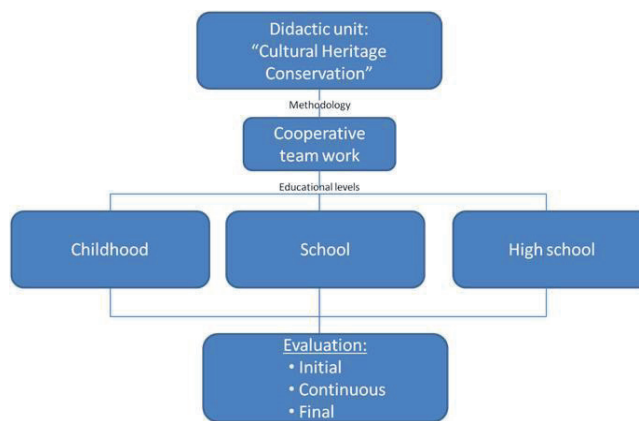 Didactic unit:
“Cultural Heritage
Conservation”
Methodology
Cooperative
team work
Educational levels
Childhood
School
High school
Evaluation:
• Initial
• Continuous
• Final